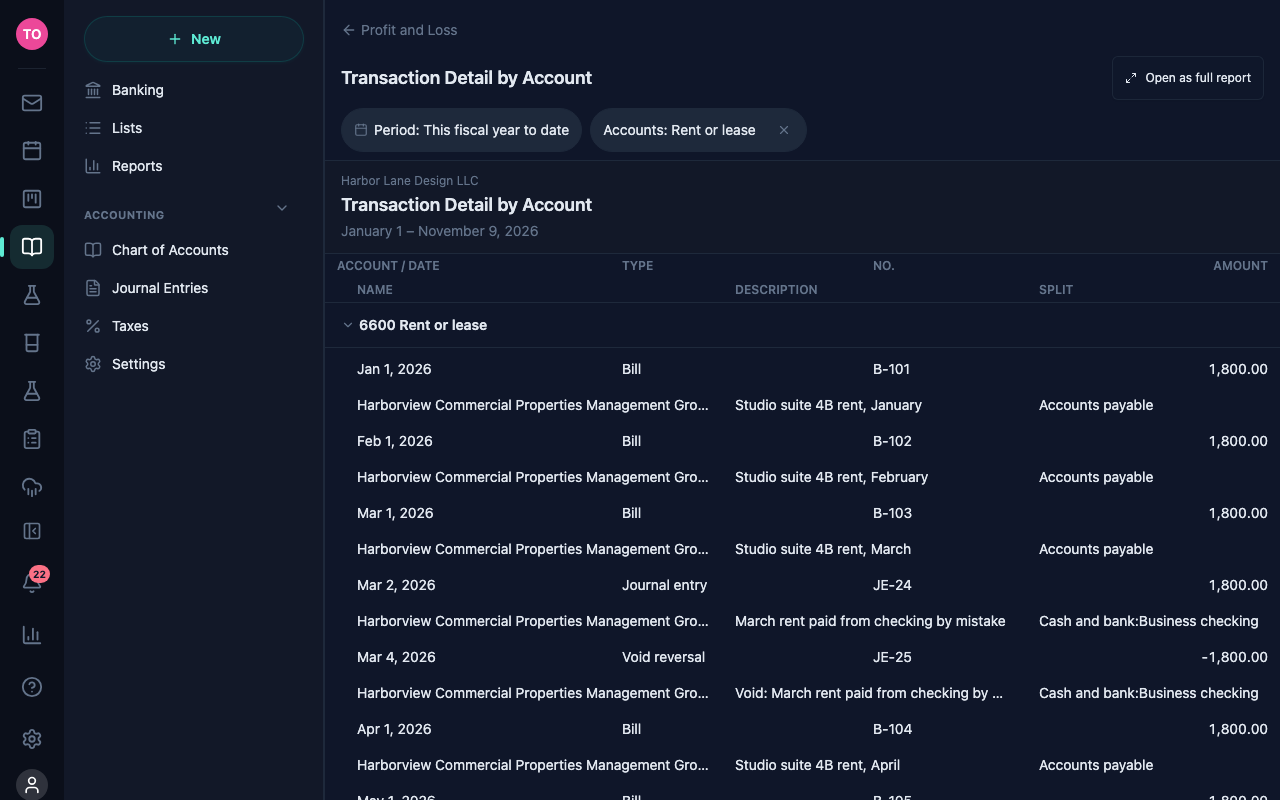 TO
22
+ New
Banking
Lists
Reports
ACCOUNTING
Chart of Accounts
Journal Entries
Taxes
Settings
Profit and Loss
Transaction Detail by Account
Open as full report
Period: This fiscal year to date
Accounts: Rent or lease
Harbor Lane Design LLC
Transaction Detail by Account
January 1 – November 9, 2026
ACCOUNT / DATE TYPE NO. AMOUNT
NAME DESCRIPTION SPLIT
6600 Rent or lease
Jan 1, 2026 Bill B-101 1,800.00
Harborview Commercial Properties Management Gro... Studio suite 4B rent, January Accounts payable
Feb 1, 2026 Bill B-102 1,800.00
Harborview Commercial Properties Management Gro... Studio suite 4B rent, February Accounts payable
Mar 1, 2026 Bill B-103 1,800.00
Harborview Commercial Properties Management Gro... Studio suite 4B rent, March Accounts payable
Mar 2, 2026 Journal entry JE-24 1,800.00
Harborview Commercial Properties Management Gro... March rent paid from checking by mistake Cash and bank:Business checking
Mar 4, 2026 Void reversal JE-25 -1,800.00
Harborview Commercial Properties Management Gro... Void: March rent paid from checking by ... Cash and bank:Business checking
Apr 1, 2026 Bill B-104 1,800.00
Harborview Commercial Properties Management Gro... Studio suite 4B rent, April Accounts payable
May 1, 2026 Bill B-105 1,800.00